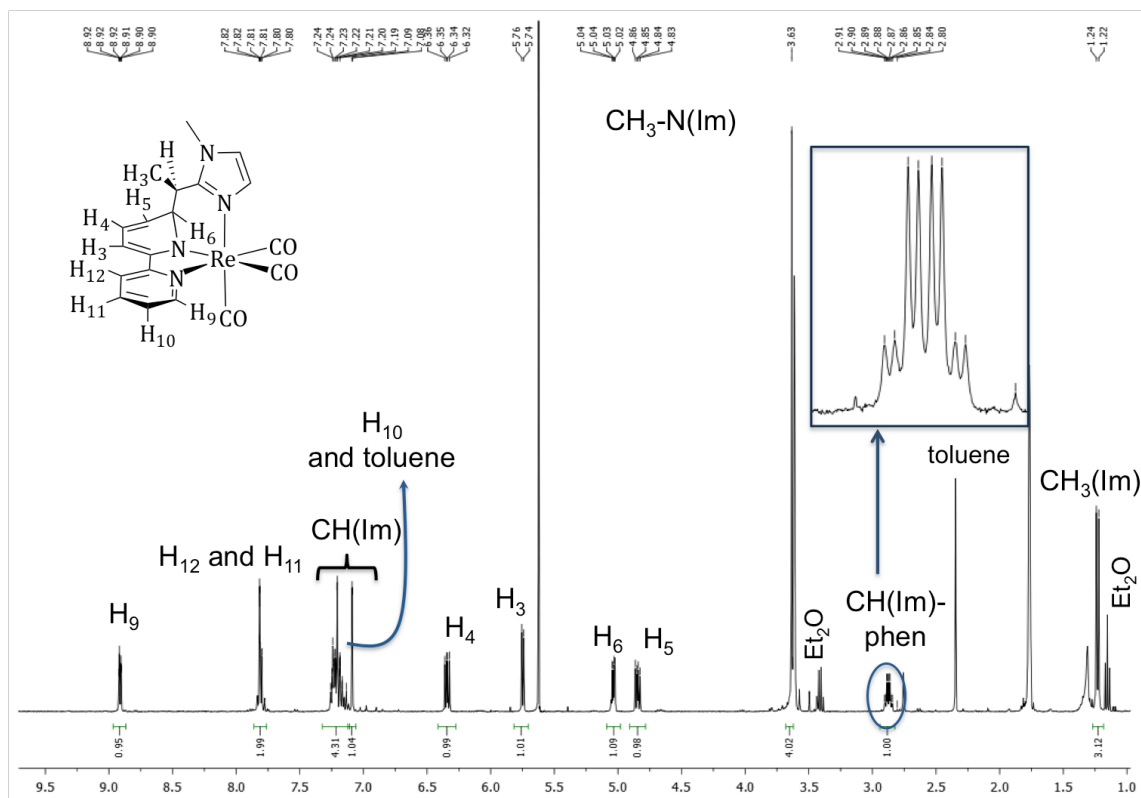 8.92
8.92
8.92
8.91
8.90
8.90
7.82
7.82
7.81
7.81
7.80
7.80
7.24
7.24
7.23
7.22
7.21
7.20
7.19
7.09
7.08
6.36
6.35
6.34
6.32
5.76
5.74
5.04
5.04
5.03
5.02
4.86
4.85
4.84
4.83
3.63
2.91
2.90
2.89
2.88
2.87
2.86
2.85
2.84
2.80
1.24
1.22
CH₃-N(Im)
H
N
H₃C
H₅
N
H₄
H₆
H₃
N
Re
CO
H₁₂
N
CO
H₁₁
H₉
CO
H₁₀
H₁₀
and toluene
toluene
CH₃(Im)
CH(Im)
H₁₂ and H₁₁
H₉
H₄
H₃
H₆
H₅
Et₂O
CH(Im)-
phen
Et₂O
0.95
1.99
4.31
1.04
0.99
1.01
1.09
0.98
4.02
1.00
3.12
9.5 9.0 8.5 8.0 7.5 7.0 6.5 6.0 5.5 5.0 4.5 4.0 3.5 3.0 2.5 2.0 1.5 1.0